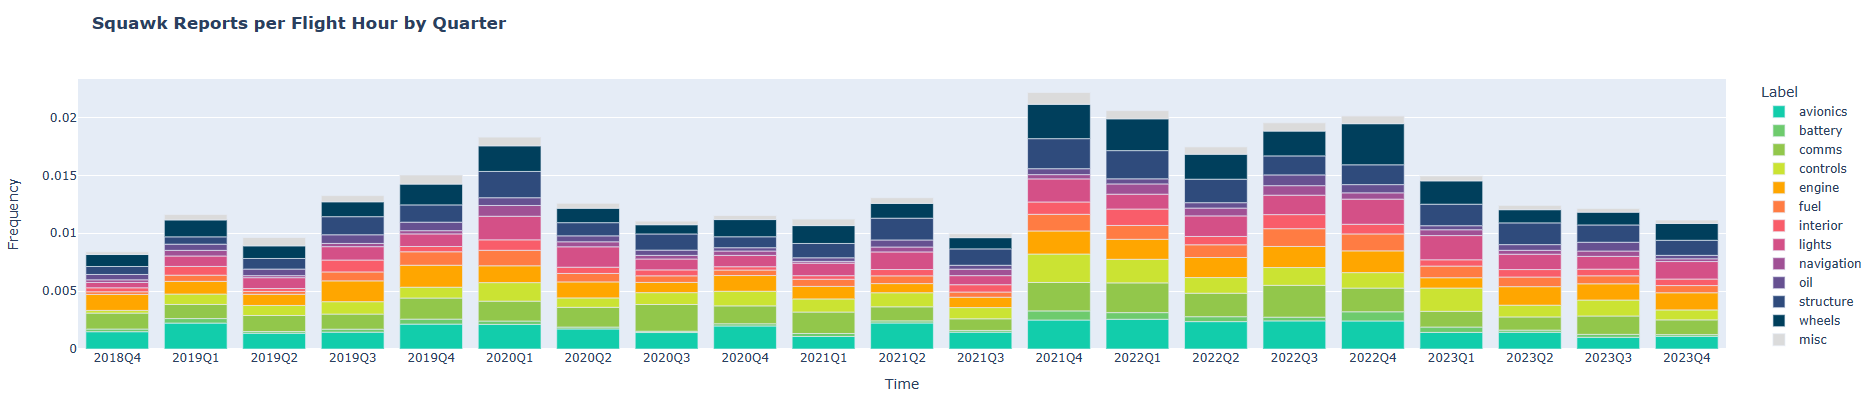 Squawk Reports per Flight Hour by Quarter
Frequency
0.02
0.015
0.01
0.005
0
2018Q4 2019Q1 2019Q2 2019Q3 2019Q4 2020Q1 2020Q2 2020Q3 2020Q4 2021Q1 2021Q2 2021Q3 2021Q4 2022Q1 2022Q2 2022Q3 2022Q4 2023Q1 2023Q2 2023Q3 2023Q4
Time
Label
avionics
battery
comms
controls
engine
fuel
interior
lights
navigation
oil
structure
wheels
misc